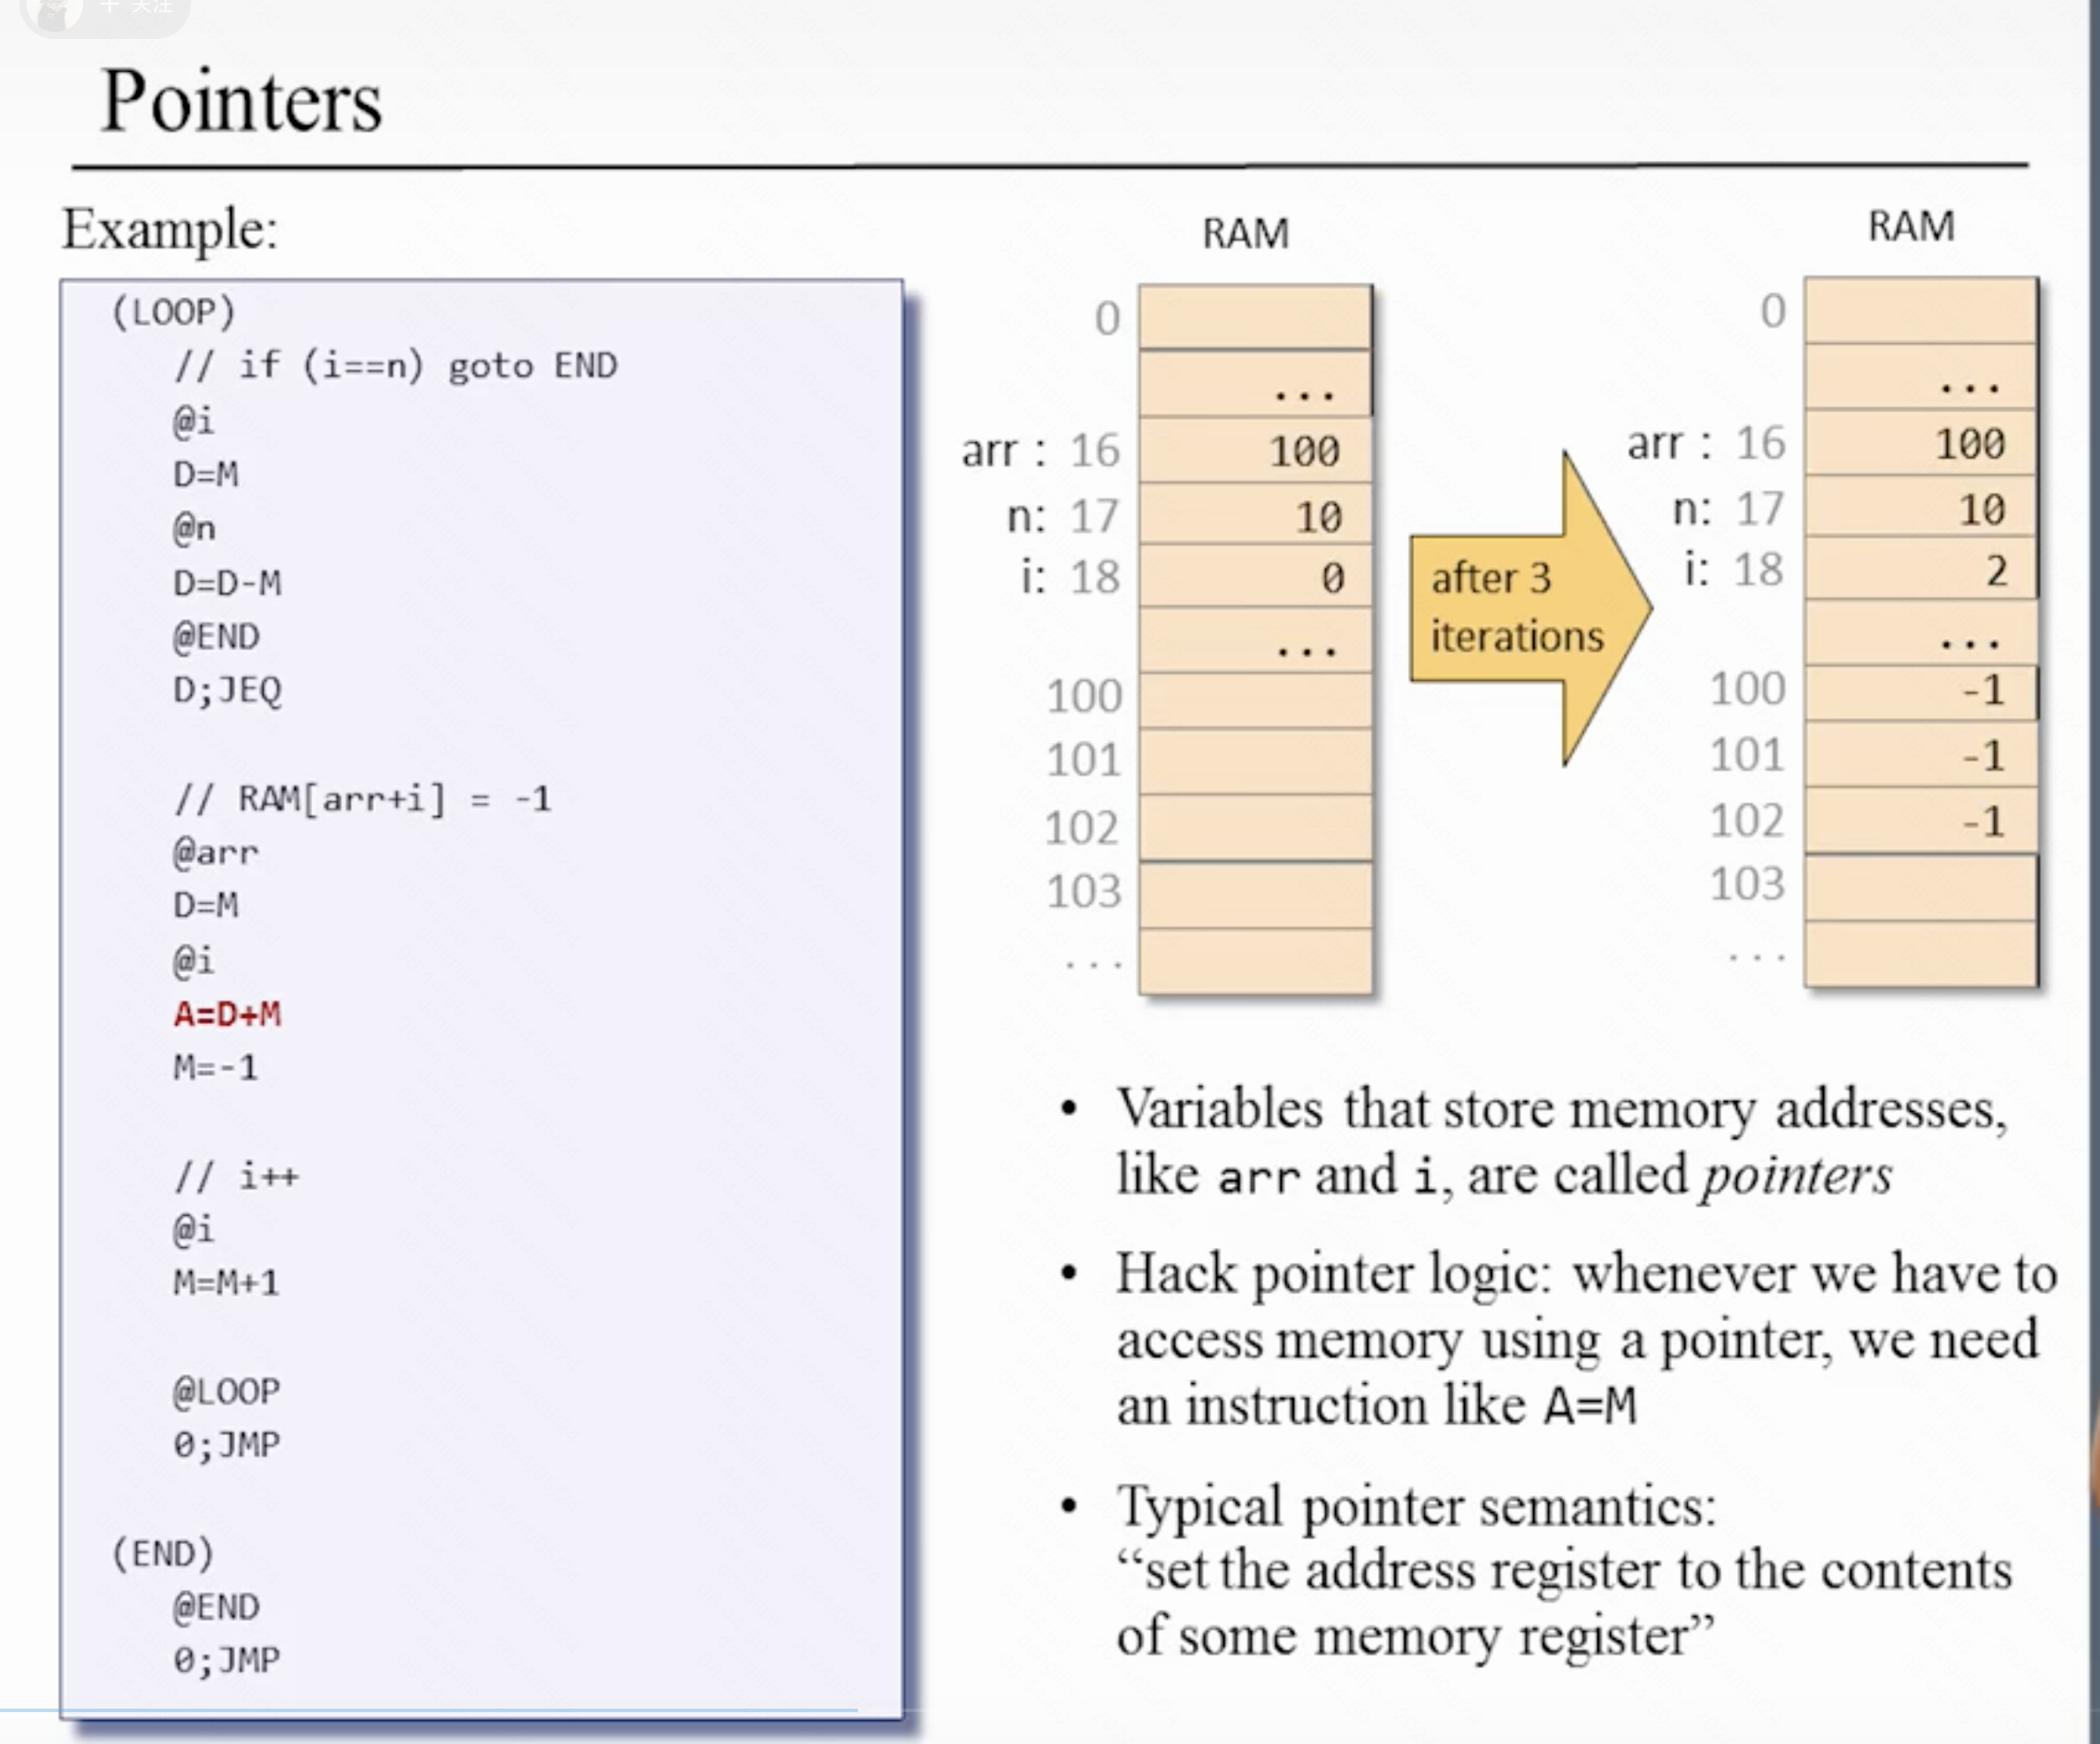 十 关注
Pointers
Example:
(LOOP)
// if (i==n) goto END
@i
D=M
@n
D=D-M
@END
D;JEQ
// RAM[arr+i] = -1
@arr
D=M
@i
A=D+M
M=-1
// i++
@i
M=M+1
@LOOP
0;JMP
(END)
@END
0;JMP
RAM
0
...
arr : 16 100
n: 17 10
i: 18 0
...
100
101
102
103
...
after 3
iterations
RAM
0
...
arr : 16 100
n: 17 10
i: 18 2
...
100 -1
101 -1
102 -1
103
...
• Variables that store memory addresses,
like arr and i, are called pointers
• Hack pointer logic: whenever we have to
access memory using a pointer, we need
an instruction like A=M
• Typical pointer semantics:
“set the address register to the contents
of some memory register”